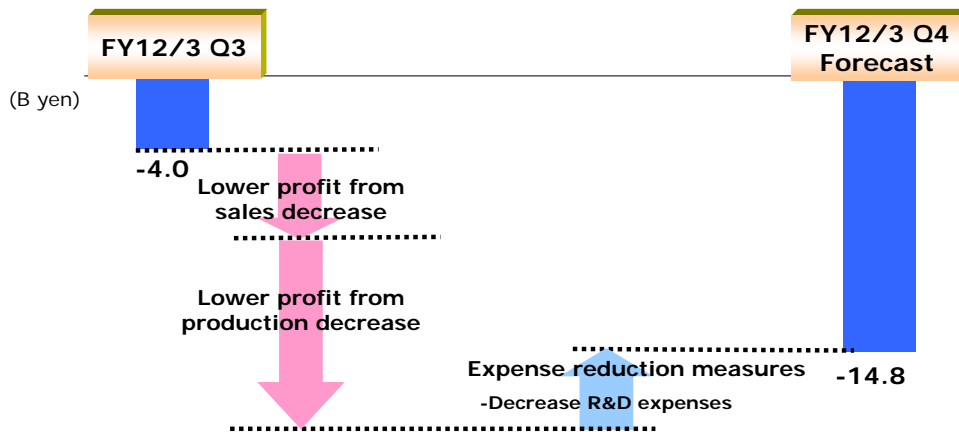 FY12/3 Q3
FY12/3 Q4
Forecast
(B yen)
-4.0
Lower profit from
sales decrease
Lower profit from
production decrease
Expense reduction measures
-Decrease R&D expenses
-14.8